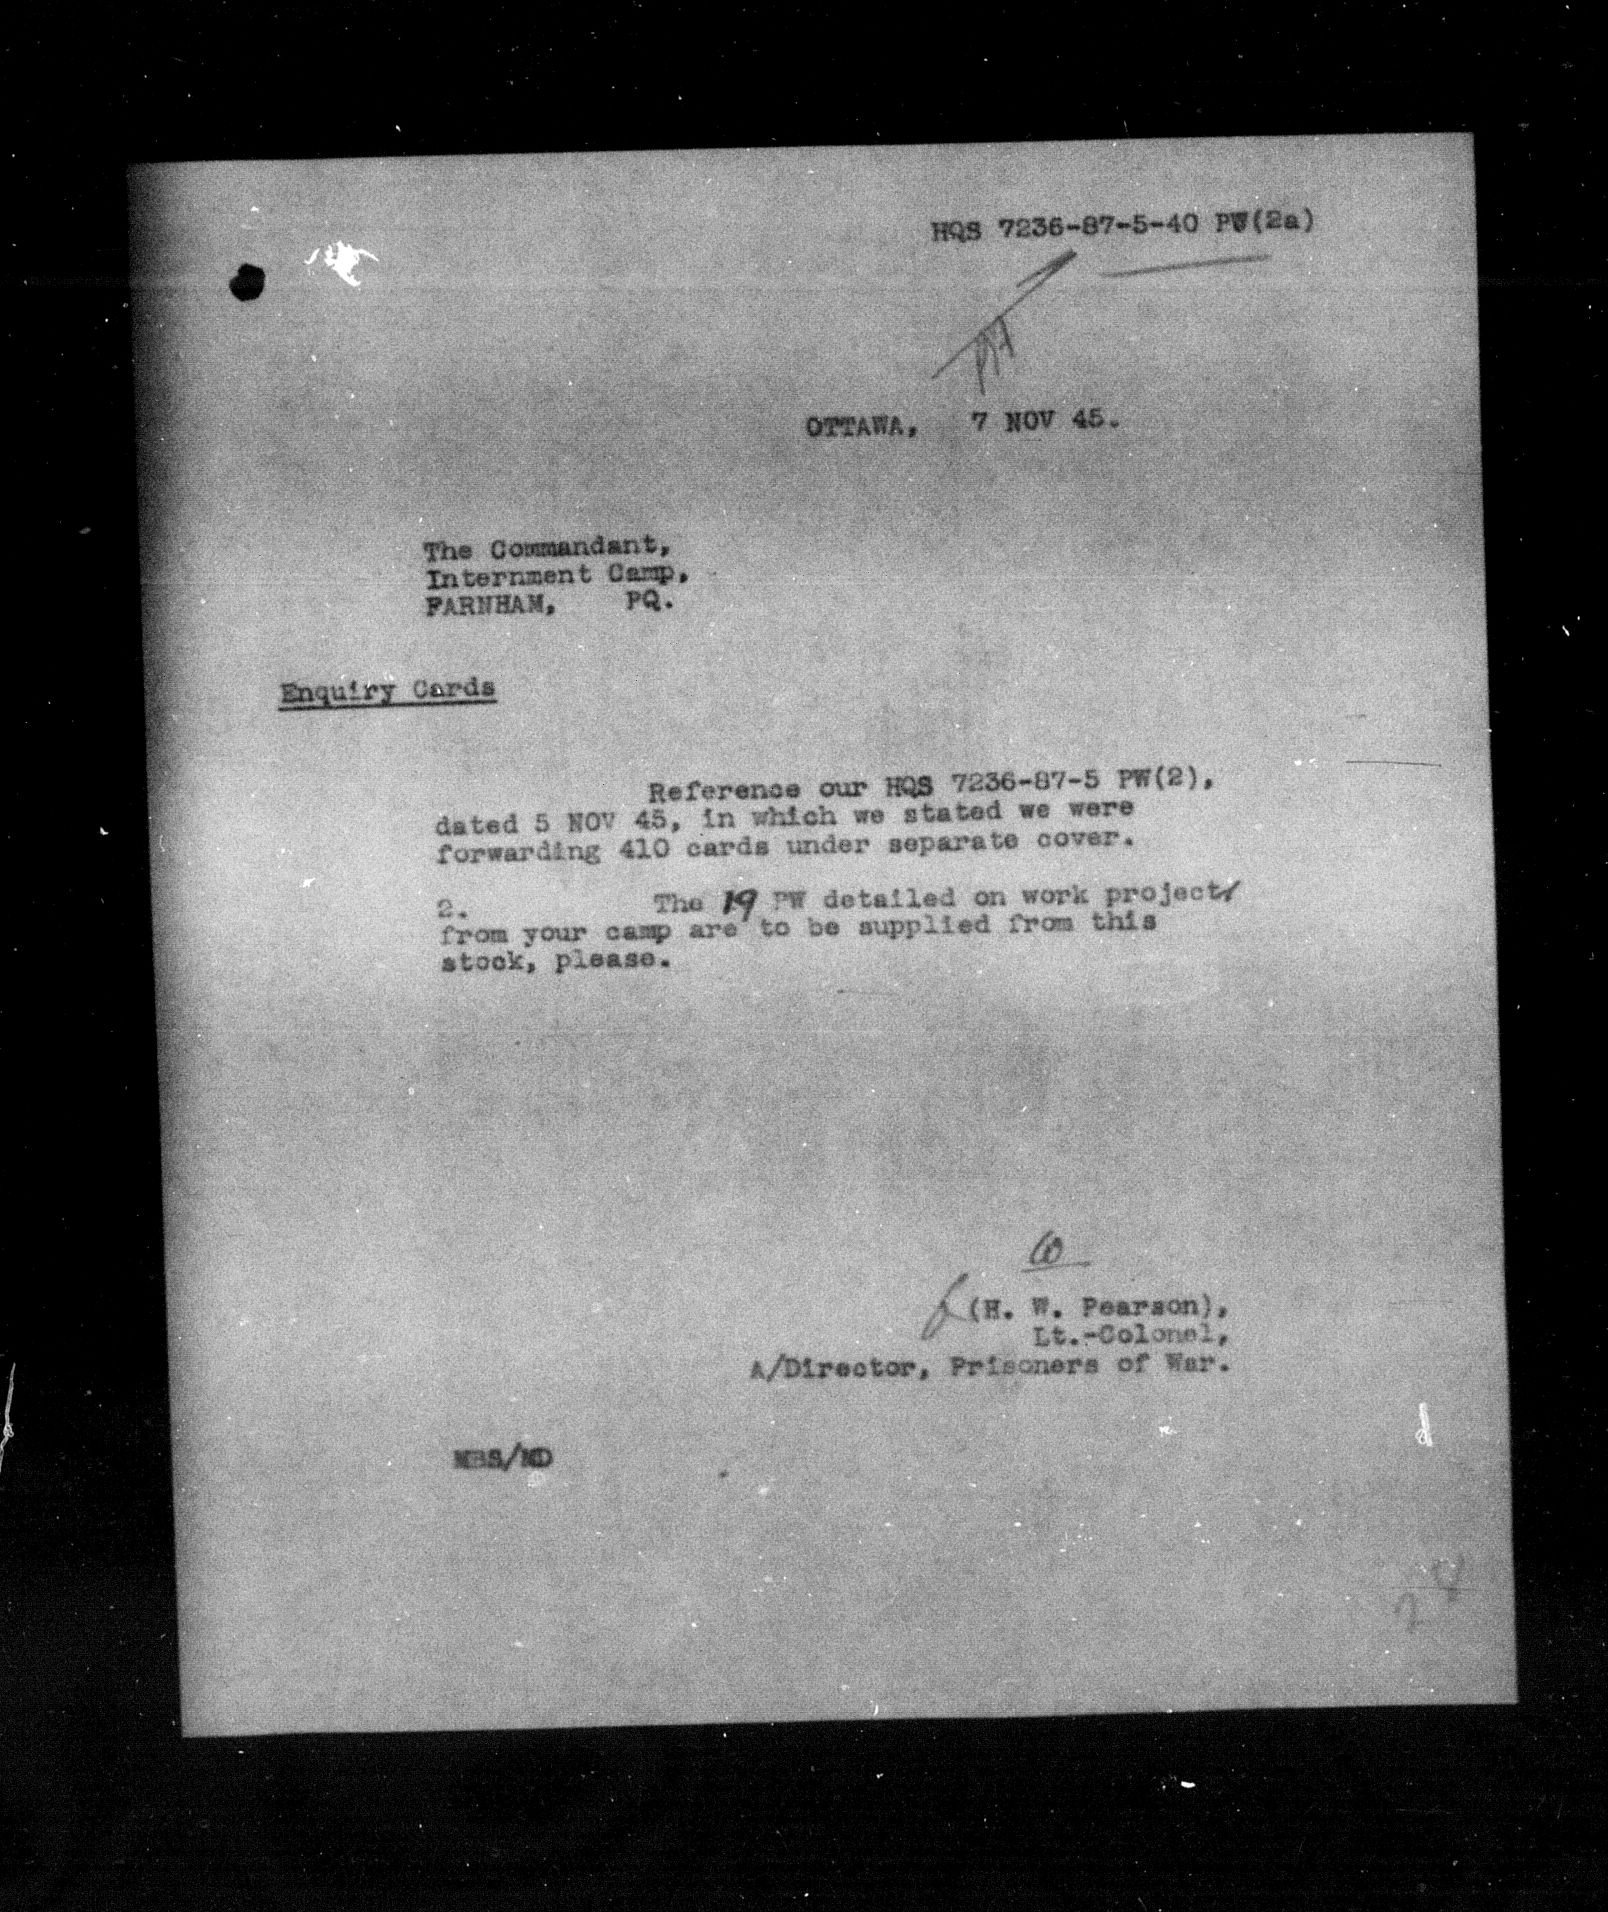 HQS 7236-87-5-40 PW(2a)
OTTAWA, 7 NOV 45.
The Commandant,
Internment Camp,
FARNHAM, PQ.
Enquiry Cards
Reference our HQS 7236-87-5 PW(2),
dated 5 NOV 45, in which we stated we were
forwarding 410 cards under separate cover.
2. The 19 PW detailed on work project
from your camp are to be supplied from this
stock, please.
(H. W. Pearson),
Lt.-Colonel,
A/Director, Prisoners of War.
MBS/MD
28